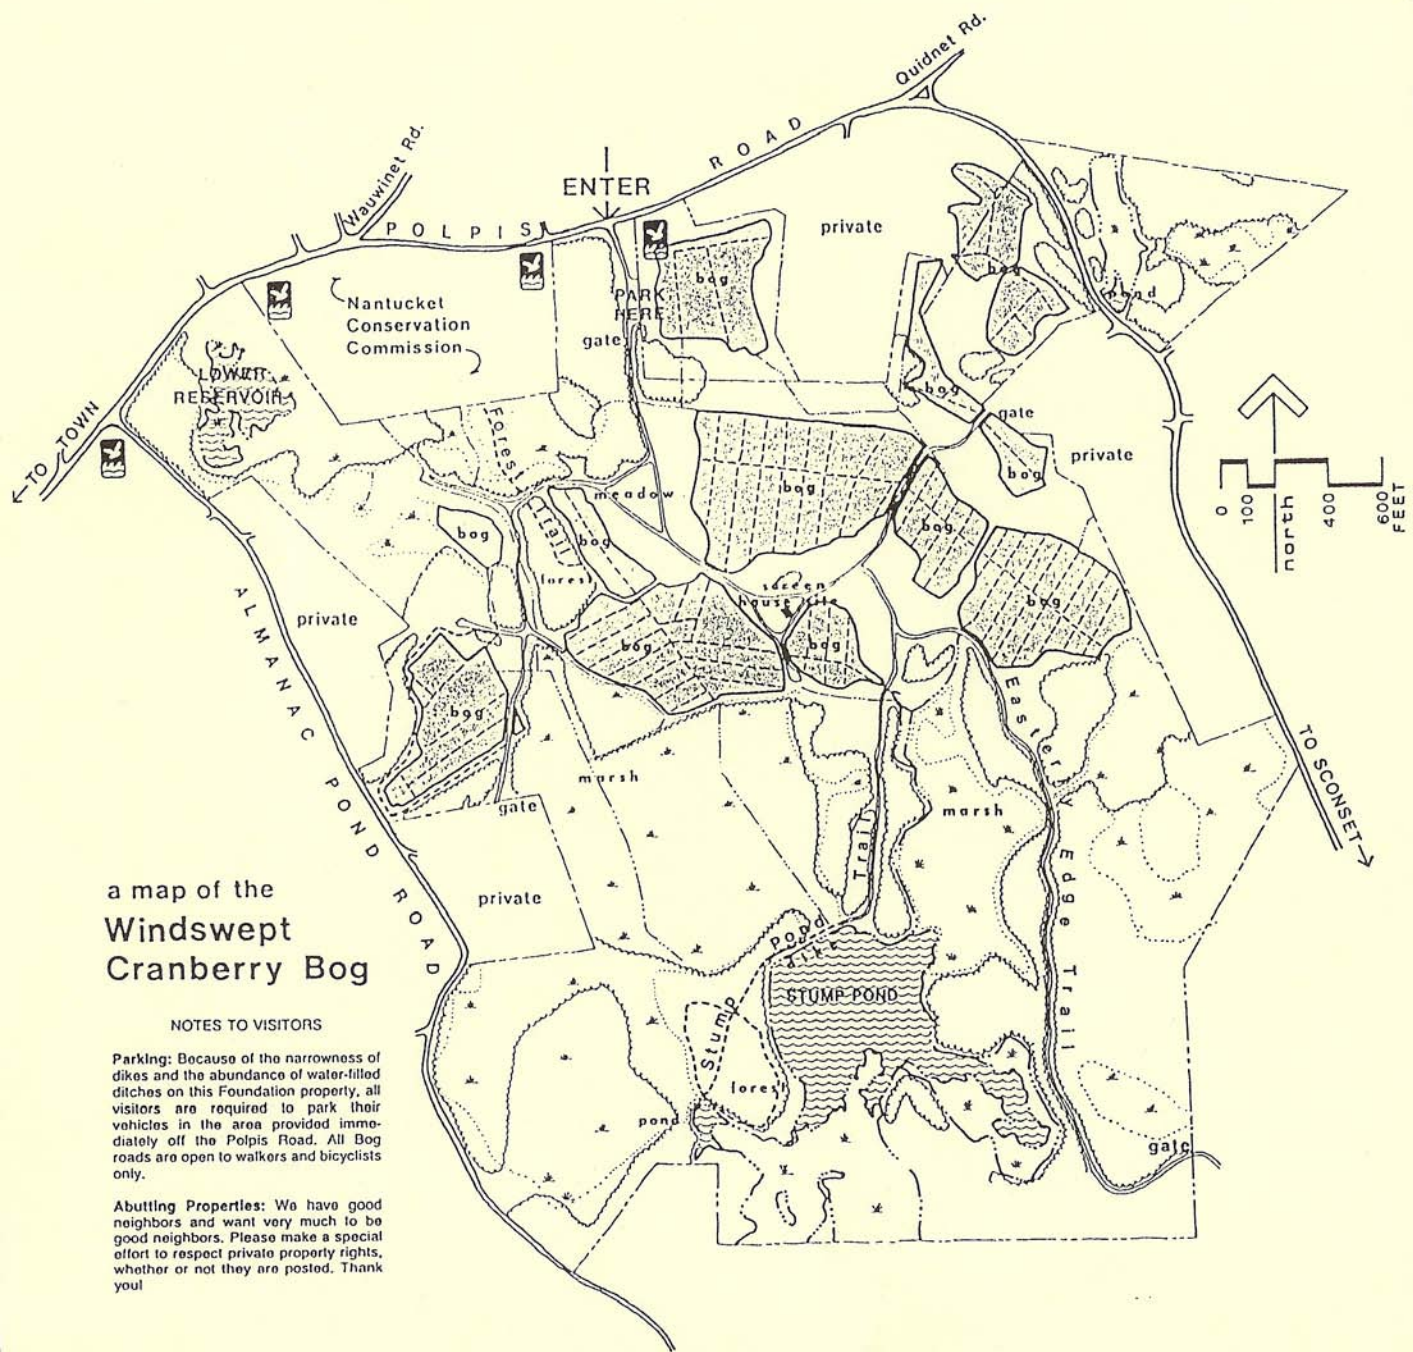 Quidnet Rd.
Wauwinet Rd.
POLPIS
ROAD
ENTER
private
bog
bog
pond
PARK
HERE
Nantucket
Conservation
Commission
gate
LOWER
RESERVOIR
TO TOWN
bog
gate
private
bog
Forest
Trail
meadow
bog
bog
bog
bog
forest
screen
house site
bog
bog
bog
private
bog
0
100
400
600
FEET
north
ALMANAC POND ROAD
marsh
gate
marsh
Eastern Edge Trail
TO SCONSET
private
Trail
Pond
dike
Stump
STUMP POND
forest
pond
gate
a map of the
Windswept
Cranberry Bog
NOTES TO VISITORS
Parking: Because of the narrowness of
dikes and the abundance of water-filled
ditches on this Foundation property, all
visitors are required to park their
vehicles in the area provided imme-
diately off the Polpis Road. All Bog
roads are open to walkers and bicyclists
only.
Abutting Properties: We have good
neighbors and want very much to be
good neighbors. Please make a special
effort to respect private property rights,
whether or not they are posted. Thank
you!